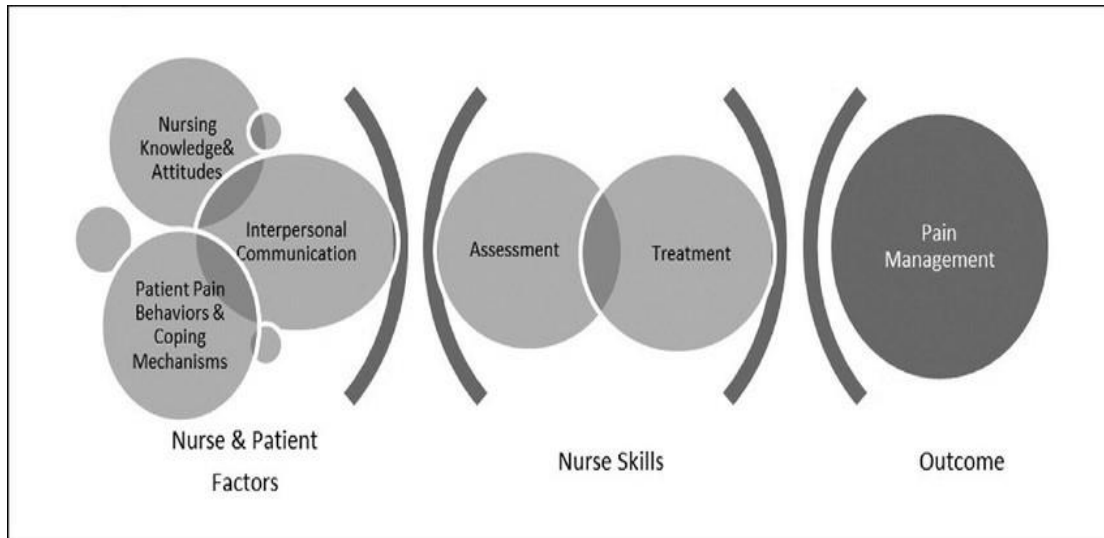 Nursing
Knowledge&
Attitudes
Interpersonal
Communication
Patient Pain
Behaviors &
Coping
Mechanisms
Nurse & Patient
Factors
Assessment
Treatment
Nurse Skills
Pain
Management
Outcome